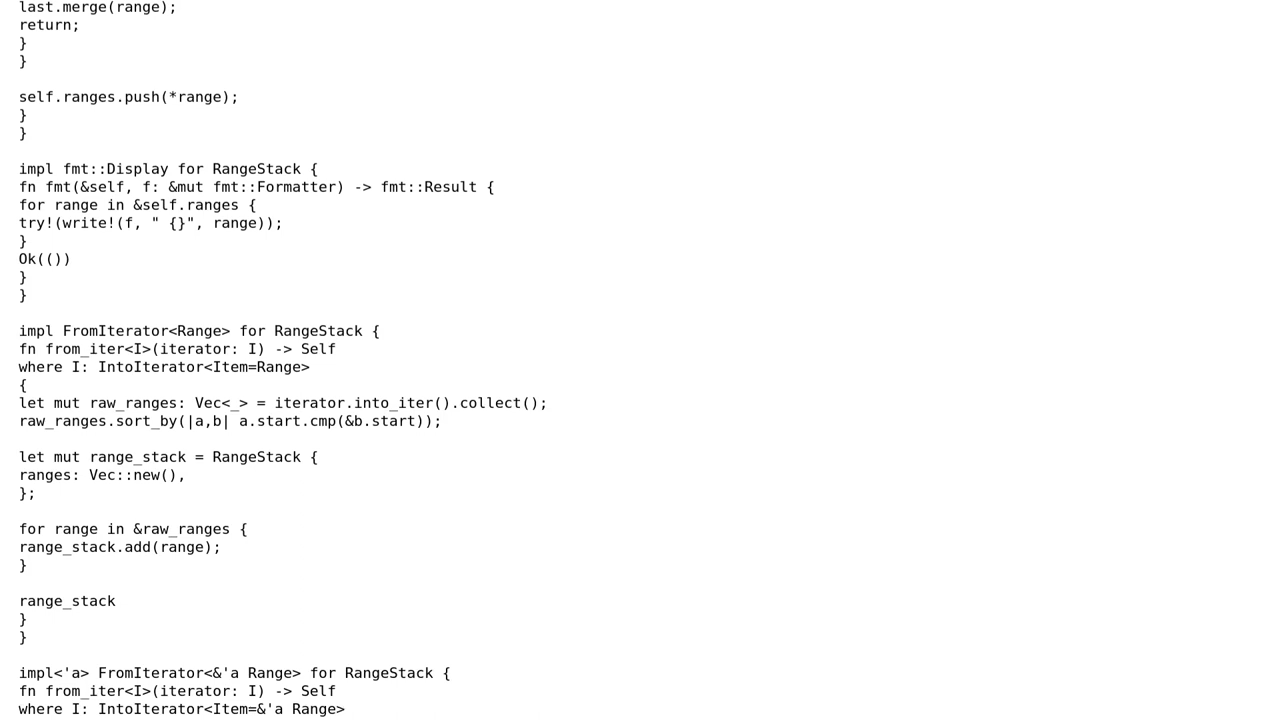 last.merge(range);
return;
}
}

self.ranges.push(*range);
}
}

impl fmt::Display for RangeStack {
fn fmt(&self, f: &mut fmt::Formatter) -> fmt::Result {
for range in &self.ranges {
try!(write!(f, " {}", range));
}
Ok(())
}
}

impl FromIterator<Range> for RangeStack {
fn from_iter<I>(iterator: I) -> Self
where I: IntoIterator<Item=Range>
{
let mut raw_ranges: Vec<_> = iterator.into_iter().collect();
raw_ranges.sort_by(|a,b| a.start.cmp(&b.start));

let mut range_stack = RangeStack {
ranges: Vec::new(),
};

for range in &raw_ranges {
range_stack.add(range);
}

range_stack
}
}

impl<'a> FromIterator<&'a Range> for RangeStack {
fn from_iter<I>(iterator: I) -> Self
where I: IntoIterator<Item=&'a Range>